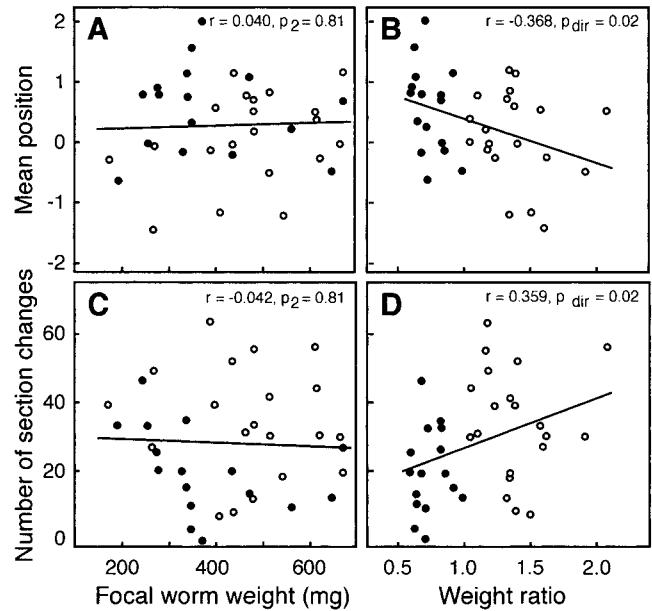 A
r = 0.040, p2 = 0.81
B
r = -0.368, p dir = 0.02
Mean position
2
1
0
-1
-2
C
r = -0.042, p2 = 0.81
D
r = 0.359, p dir = 0.02
Number of section changes
60
40
20
0
200 400 600
0.5 1.0 1.5 2.0
Focal worm weight (mg)
Weight ratio